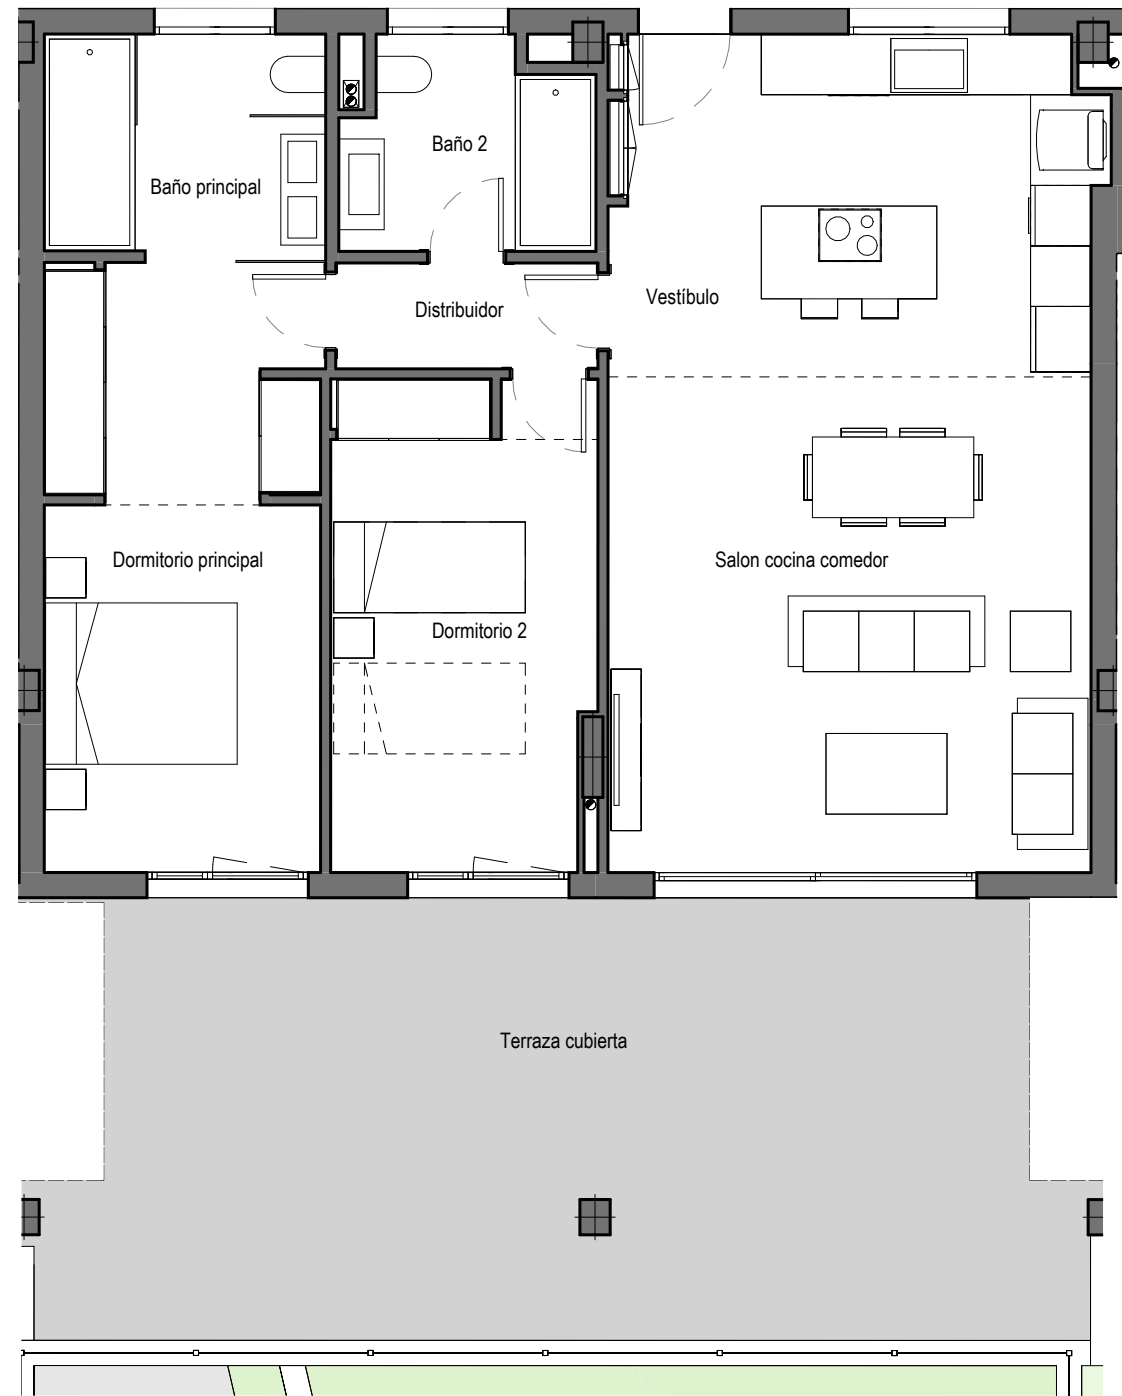 Baño 2
Baño principal
Vestíbulo
Distribuidor
Dormitorio principal
Salon cocina comedor
Dormitorio 2
Terraza cubierta